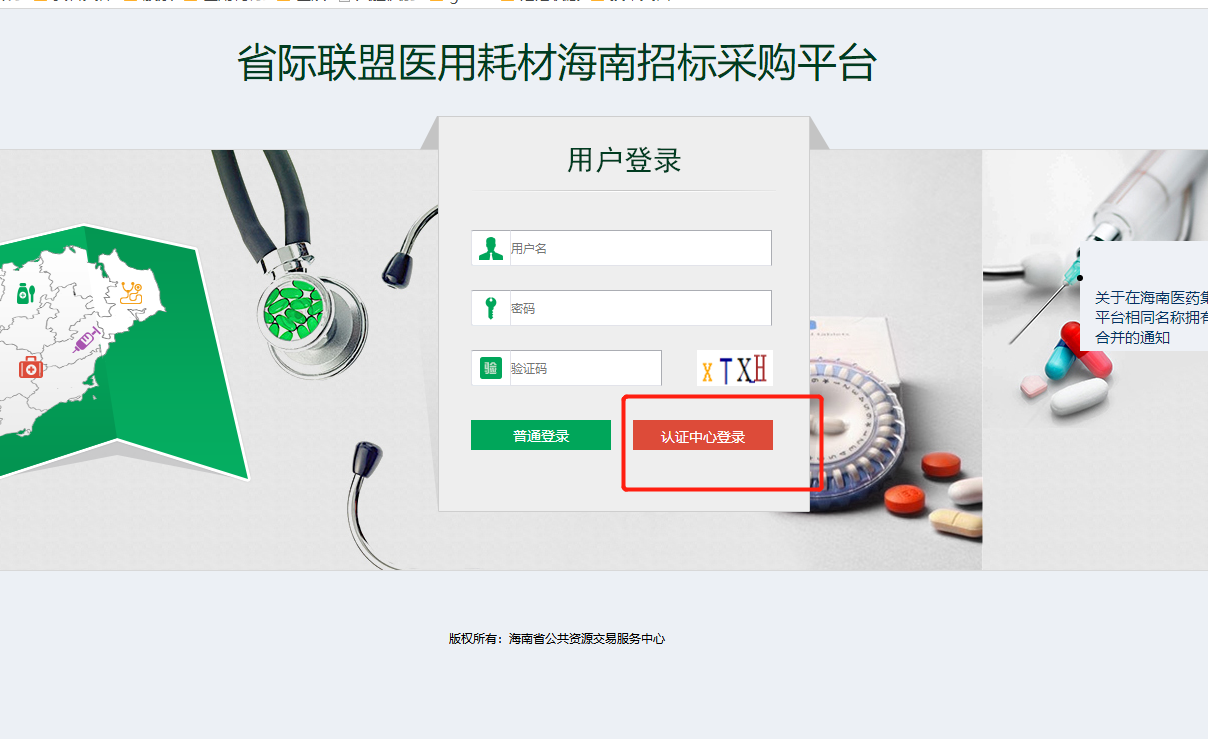 省际联盟医用耗材海南招标采购平台
用户登录
用户名
密码
验证码
xTXH
普通登录
认证中心登录
关于在海南医药集
平台相同名称拥有
合并的通知
版权所有：海南省公共资源交易服务中心